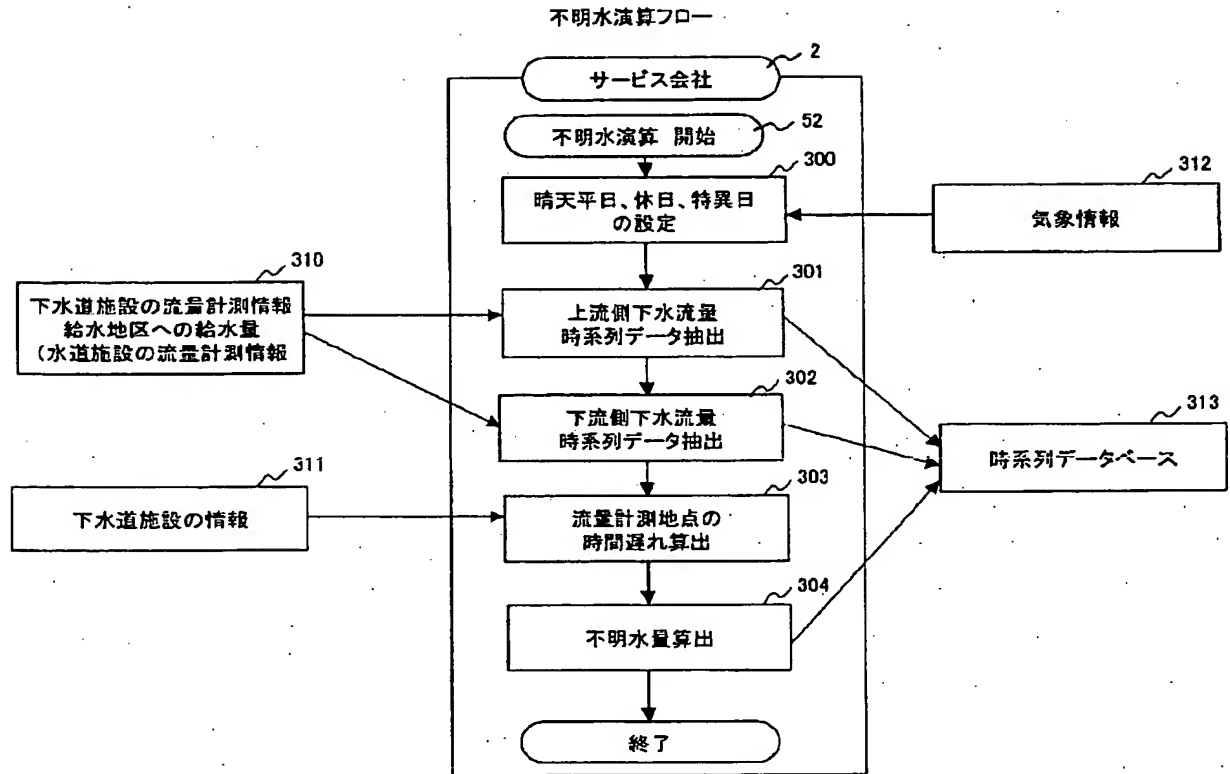 不明水演算フロー
2
サービス会社
52
不明水演算 開始
300
晴天平日、休日、特異日
の設定
312
気象情報
310
下水道施設の流量計測情報
給水地区への給水量
(水道施設の流量計測情報
301
上流側下水流量
時系列データ抽出
302
下流側下水流量
時系列データ抽出
313
時系列データベース
311
下水道施設の情報
303
流量計測地点の
時間遅れ算出
304
不明水量算出
終了